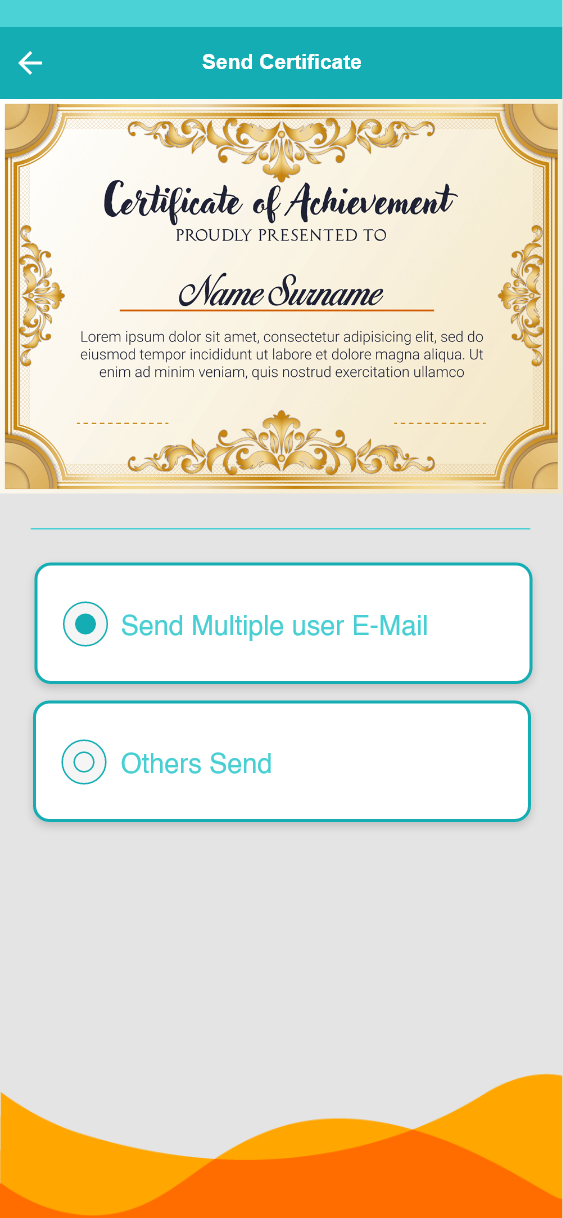 Send Certificate
Certificate of Achievement
PROUDLY PRESENTED TO
Name Surname
Lorem ipsum dolor sit amet, consectetur adipisicing elit, sed do
eiusmod tempor incididunt ut labore et dolore magna aliqua. Ut
enim ad minim veniam, quis nostrud exercitation ullamco
Send Multiple user E-Mail
Others Send